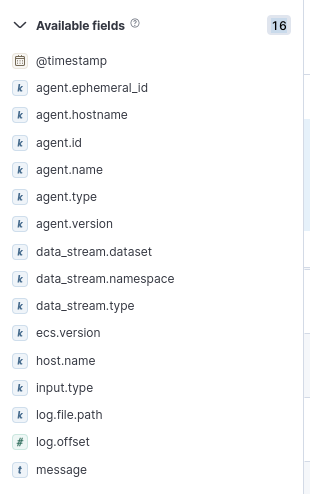 Available fields ? 16
@timestamp
k agent.ephemeral_id
k agent.hostname
k agent.id
k agent.name
k agent.type
k agent.version
k data_stream.dataset
k data_stream.namespace
k data_stream.type
k ecs.version
k host.name
k input.type
k log.file.path
# log.offset
t message